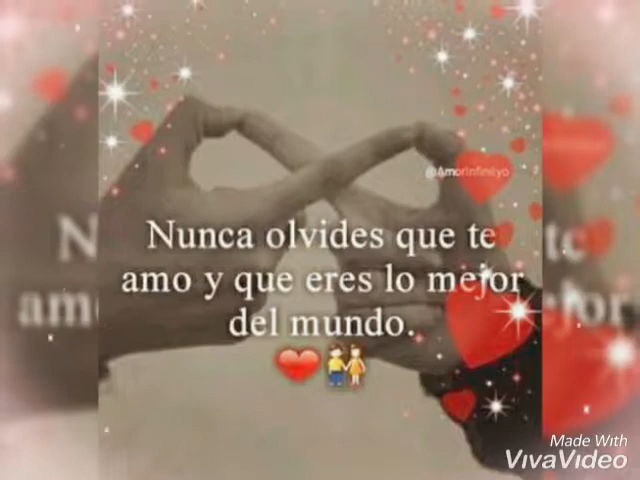 @AmorInfinityo
Nunca olvides que te
amo y que eres lo mejor
del mundo.
Made With
VivaVideo